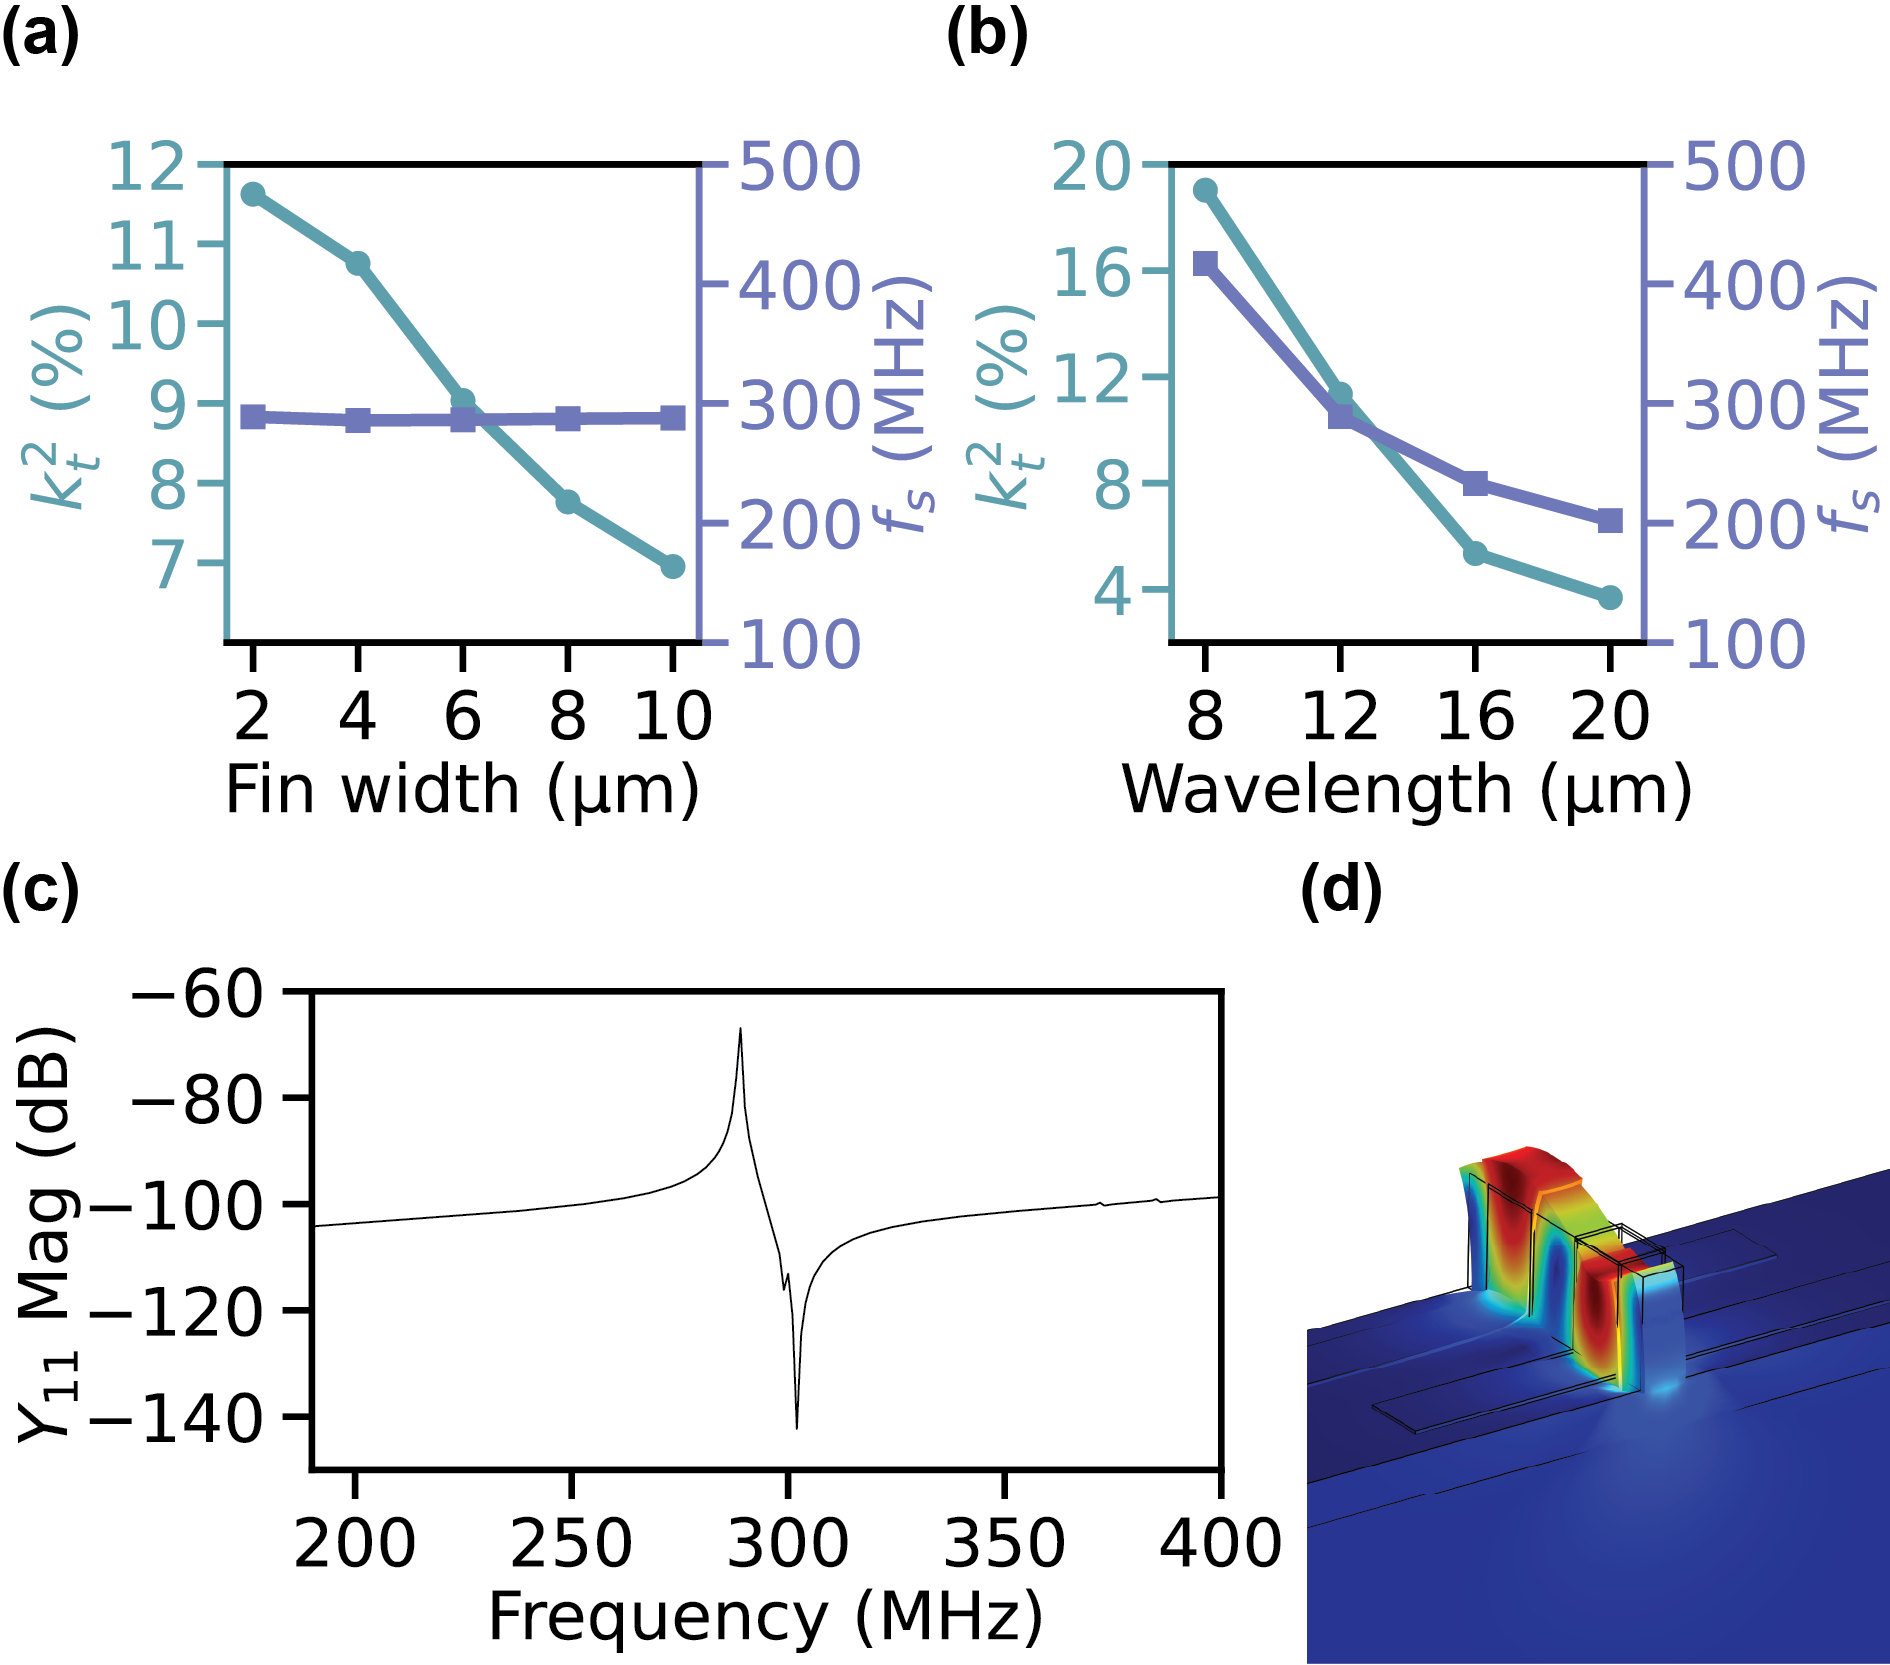 (a)
12
11
10
9
8
7
k_t^2 (%)
500
400
300
200
100
f_s (MHz)
2 4 6 8 10
Fin width (μm)
(b)
20
16
12
8
4
k_t^2 (%)
500
400
300
200
100
f_s (MHz)
8 12 16 20
Wavelength (μm)
(c)
−60
−80
−100
−120
−140
Y_11 Mag (dB)
200 250 300 350 400
Frequency (MHz)
(d)